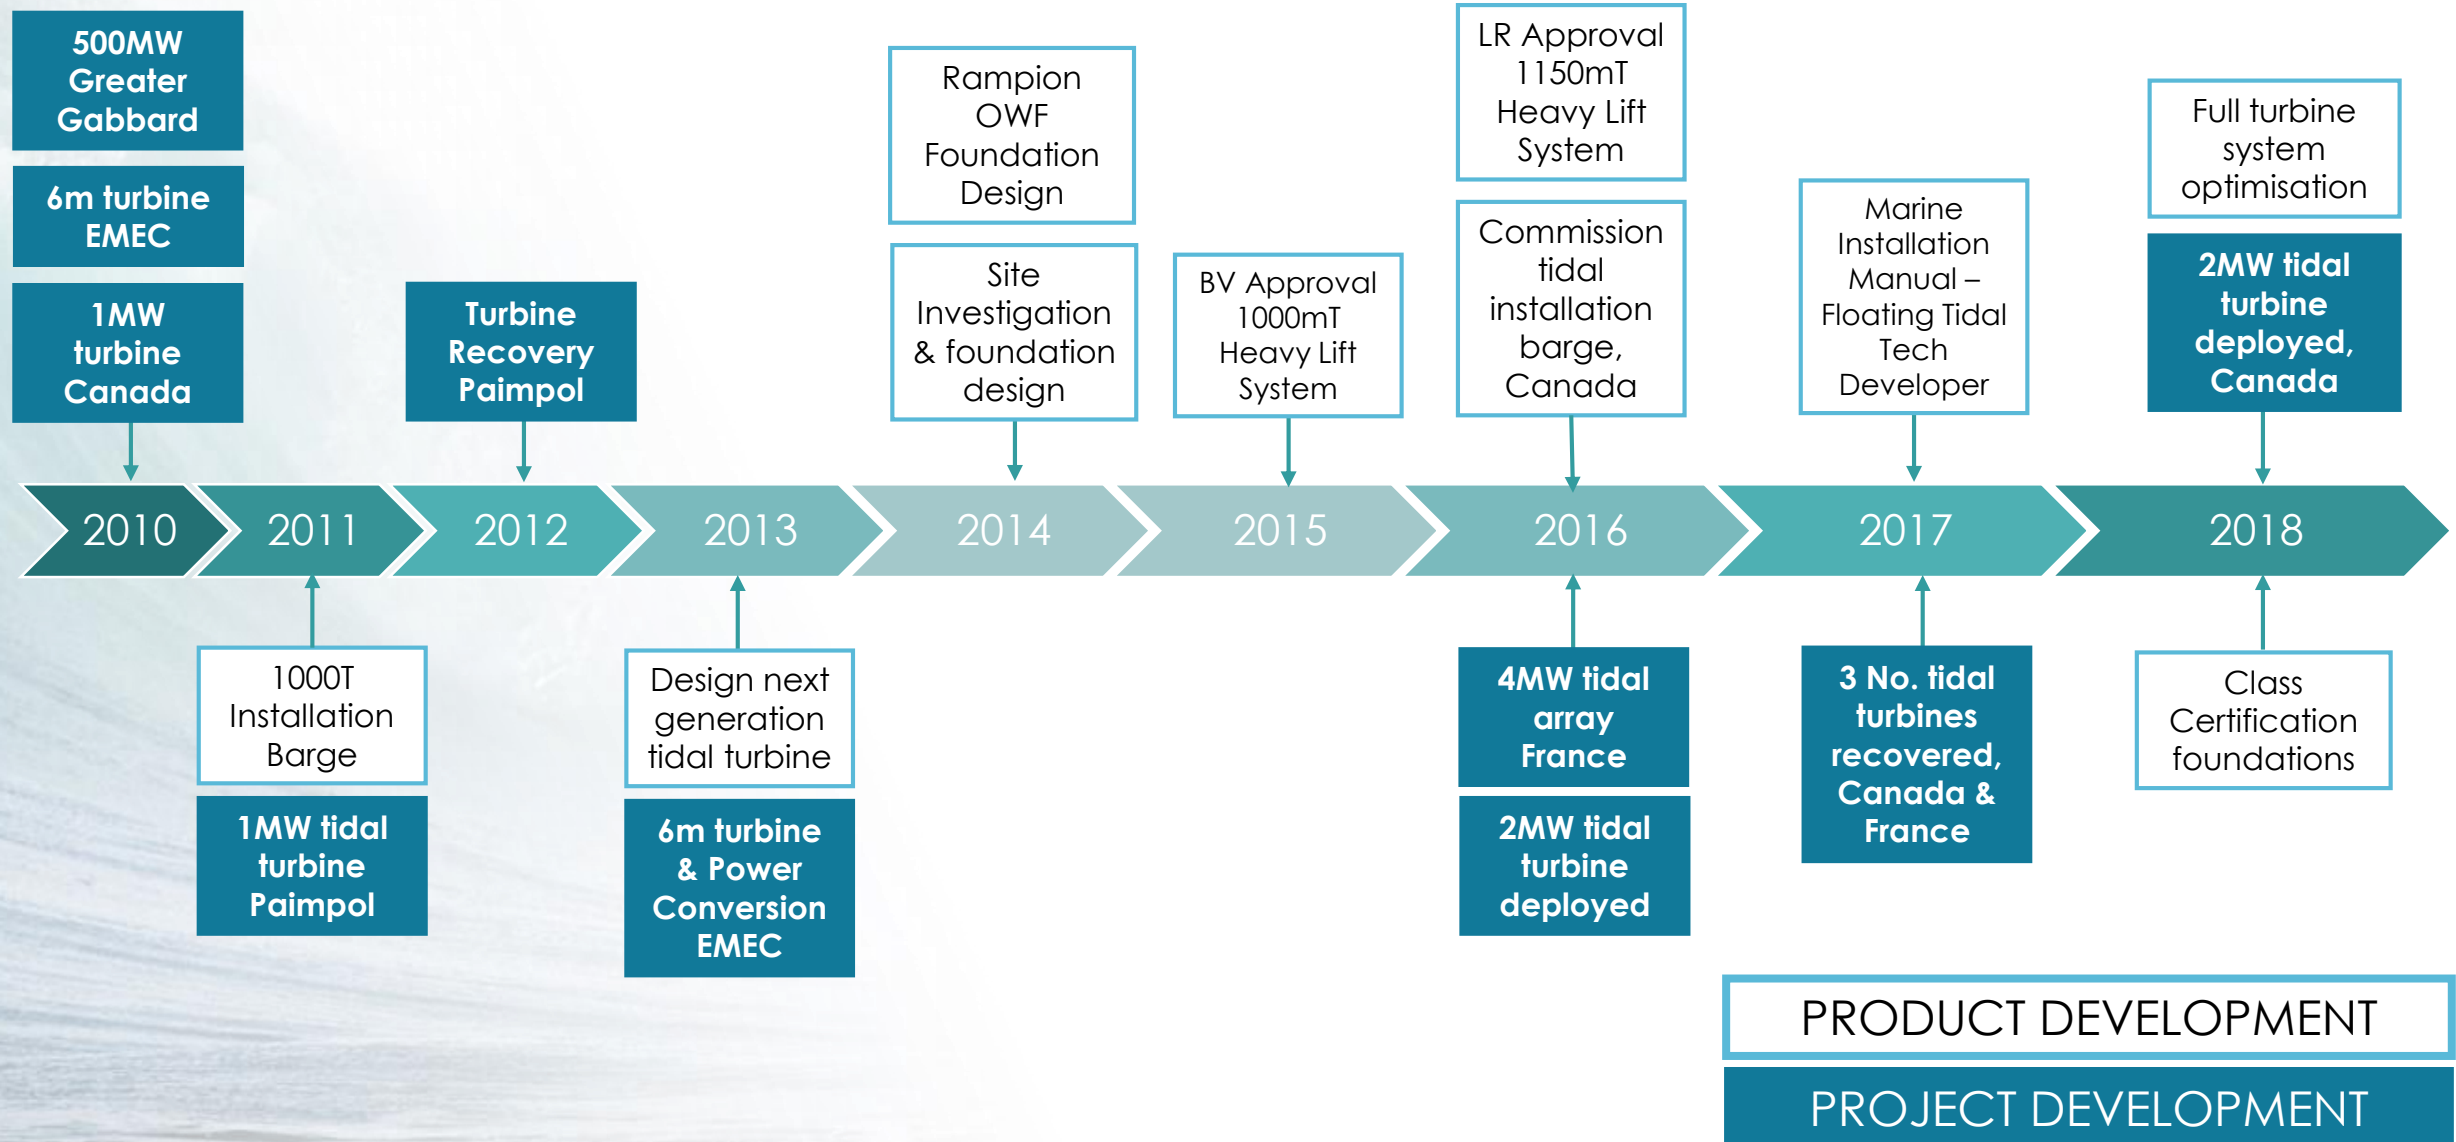 500MW
Greater
Gabbard
6m turbine
EMEC
1MW
turbine
Canada
Turbine
Recovery
Paimpol
Rampion
OWF
Foundation
Design
Site
Investigation
& foundation
design
BV Approval
1000mT
Heavy Lift
System
LR Approval
1150mT
Heavy Lift
System
Commission
tidal
installation
barge,
Canada
Marine
Installation
Manual –
Floating Tidal
Tech
Developer
Full turbine
system
optimisation
2MW tidal
turbine
deployed,
Canada
2010
2011
2012
2013
2014
2015
2016
2017
2018
1000T
Installation
Barge
1MW tidal
turbine
Paimpol
Design next
generation
tidal turbine
6m turbine
& Power
Conversion
EMEC
4MW tidal
array
France
2MW tidal
turbine
deployed
3 No. tidal
turbines
recovered,
Canada &
France
Class
Certification
foundations
PRODUCT DEVELOPMENT
PROJECT DEVELOPMENT